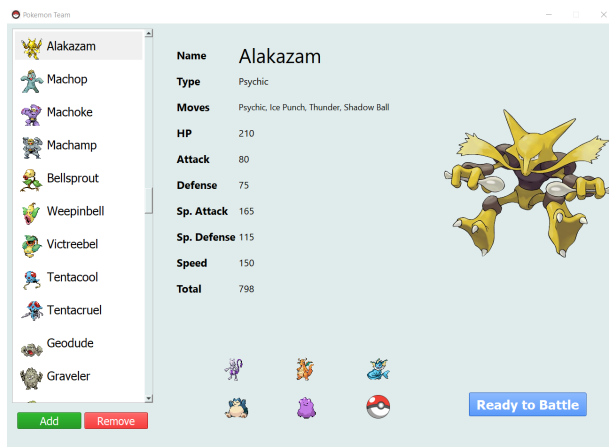 Pokemon Team
Alakazam
Machop
Machoke
Machamp
Bellsprout
Weepinbell
Victreebel
Tentacool
Tentacruel
Geodude
Graveler
Add Remove
Name Alakazam
Type Psychic
Moves Psychic, Ice Punch, Thunder, Shadow Ball
HP 210
Attack 80
Defense 75
Sp. Attack 165
Sp. Defense 115
Speed 150
Total 798
Ready to Battle